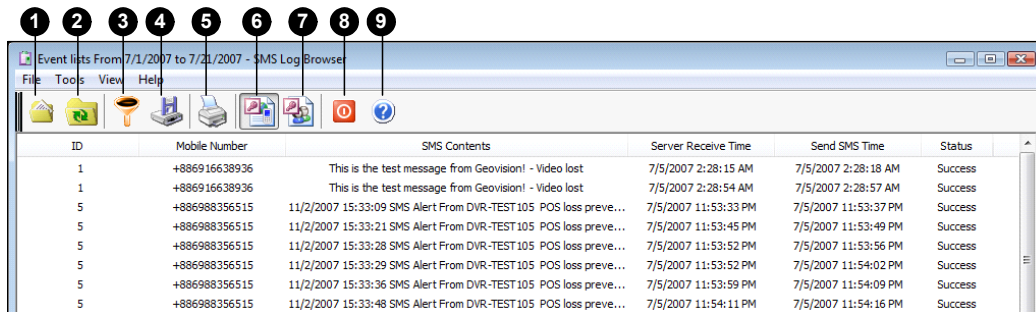 1 2 3 4 5 6 7 8 9
Event lists From 7/1/2007 to 7/21/2007 - SMS Log Browser
File Tools View Help
ID Mobile Number SMS Contents Server Receive Time Send SMS Time Status
1 +886916638936 This is the test message from Geovision! - Video lost 7/5/2007 2:28:15 AM 7/5/2007 2:28:18 AM Success
1 +886916638936 This is the test message from Geovision! - Video lost 7/5/2007 2:28:54 AM 7/5/2007 2:28:57 AM Success
5 +886988356515 11/2/2007 15:33:09 SMS Alert From DVR-TEST105 POS loss preve... 7/5/2007 11:53:33 PM 7/5/2007 11:53:37 PM Success
5 +886988356515 11/2/2007 15:33:21 SMS Alert From DVR-TEST105 POS loss preve... 7/5/2007 11:53:45 PM 7/5/2007 11:53:49 PM Success
5 +886988356515 11/2/2007 15:33:28 SMS Alert From DVR-TEST105 POS loss preve... 7/5/2007 11:53:52 PM 7/5/2007 11:53:56 PM Success
5 +886988356515 11/2/2007 15:33:29 SMS Alert From DVR-TEST105 POS loss preve... 7/5/2007 11:53:52 PM 7/5/2007 11:54:02 PM Success
5 +886988356515 11/2/2007 15:33:36 SMS Alert From DVR-TEST105 POS loss preve... 7/5/2007 11:53:59 PM 7/5/2007 11:54:09 PM Success
5 +886988356515 11/2/2007 15:33:48 SMS Alert From DVR-TEST105 POS loss preve... 7/5/2007 11:54:11 PM 7/5/2007 11:54:16 PM Success